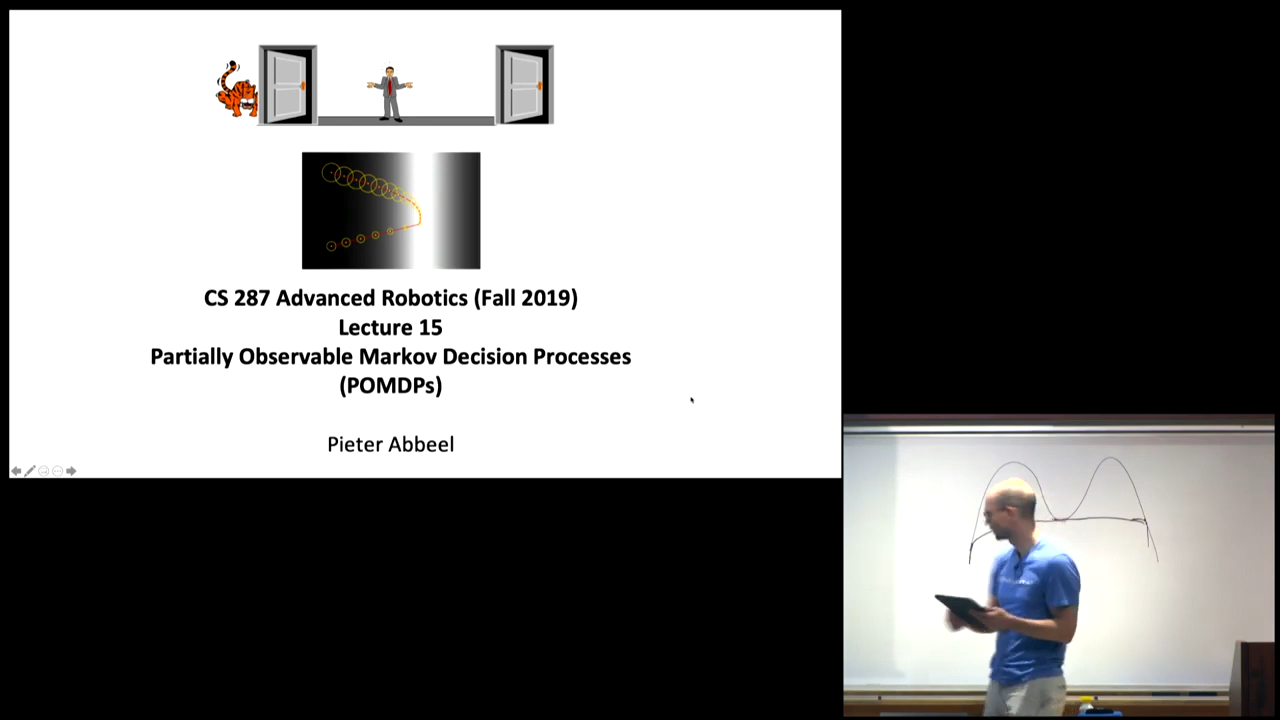 CS 287 Advanced Robotics (Fall 2019)
Lecture 15
Partially Observable Markov Decision Processes
(POMDPs)
Pieter Abbeel